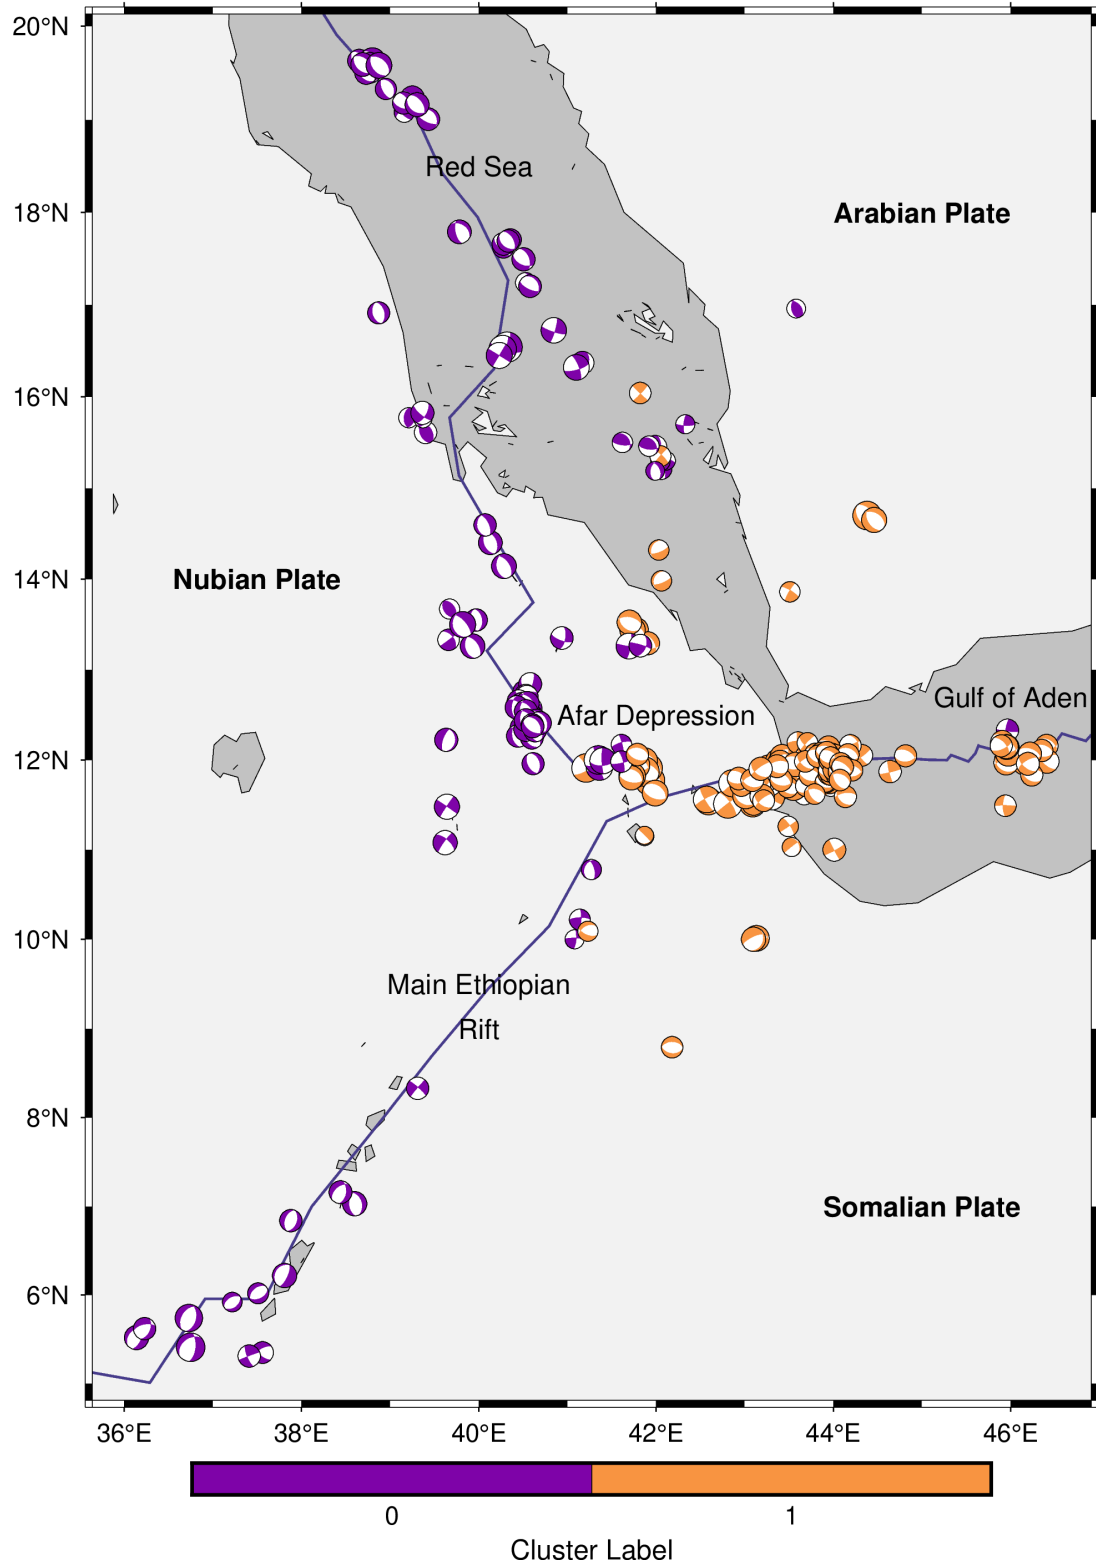 20°N
Red Sea
18°N
Arabian Plate
16°N
14°N
Nubian Plate
Gulf of Aden
Afar Depression
12°N
10°N
Main Ethiopian
Rift
8°N
Somalian Plate
6°N
36°E 38°E 40°E 42°E 44°E 46°E
0 1
Cluster Label